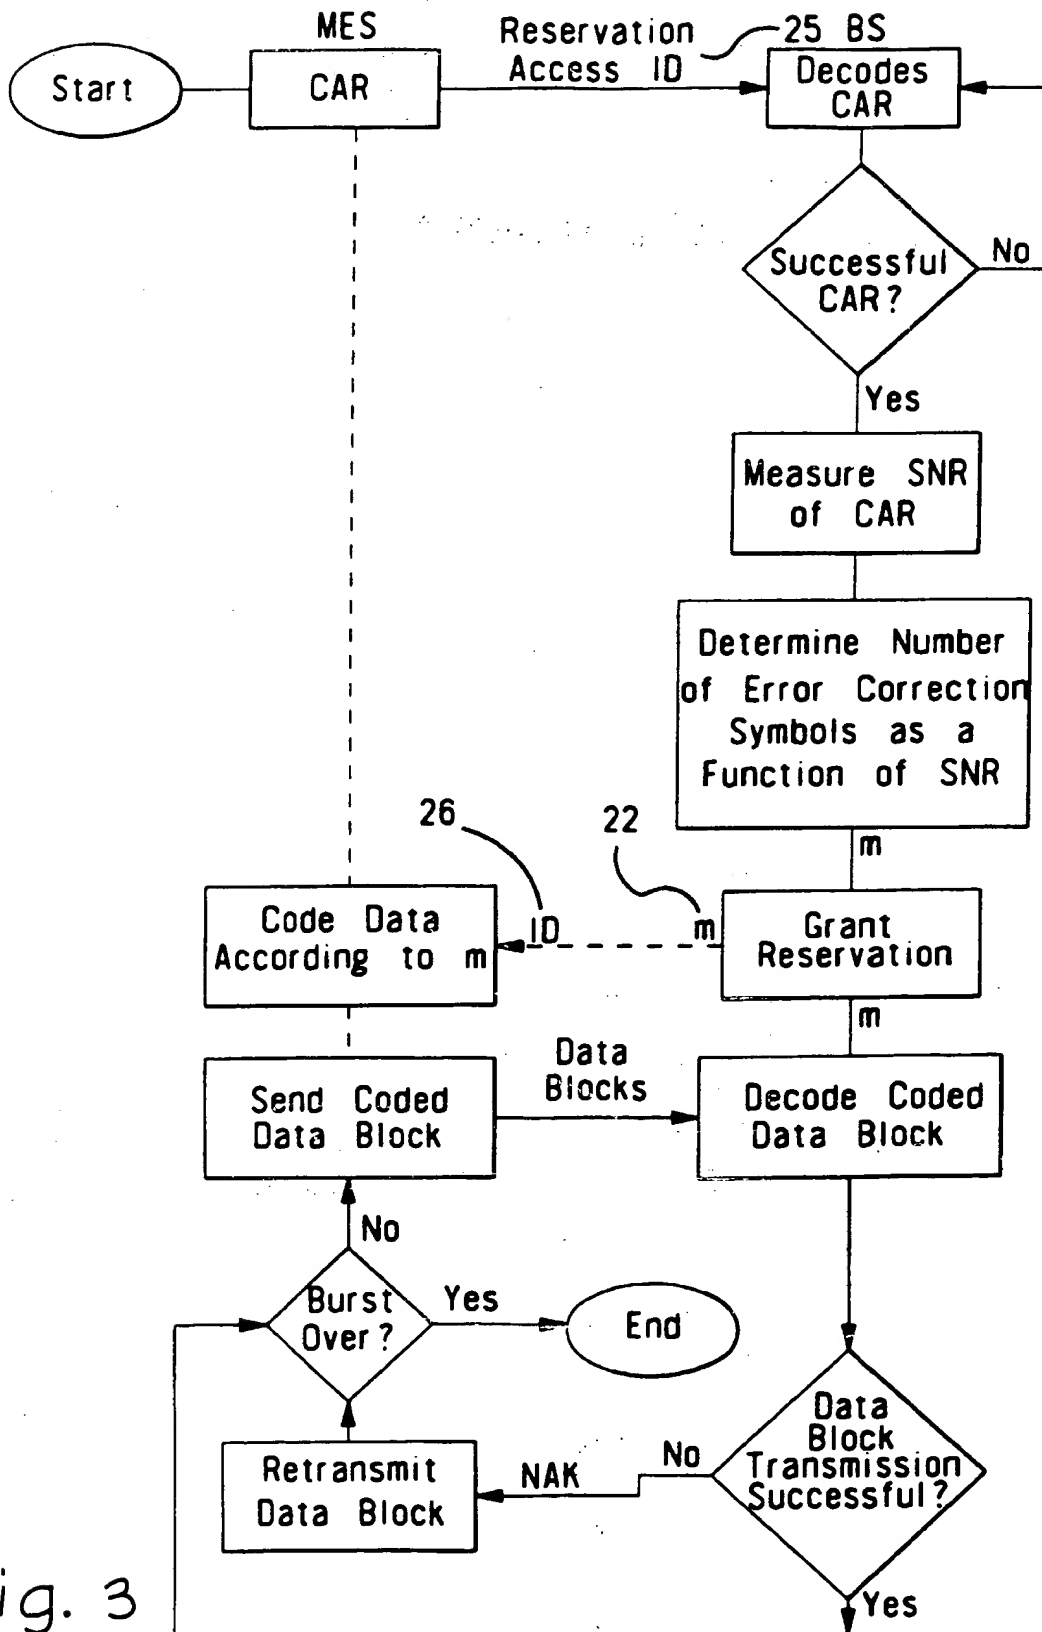 MES
Reservation
Access ID
25 BS
Start
CAR
Decodes
CAR
Successful
CAR?
No
Yes
Measure SNR
of CAR
Determine Number
of Error Correction
Symbols as a
Function of SNR
m
26
22
Code Data
According to m
ID
m
Grant
Reservation
m
Send Coded
Data Block
Data
Blocks
Decode Coded
Data Block
No
Burst
Over?
Yes
End
Data
Block
Transmission
Successful?
No
NAK
Retransmit
Data Block
Yes
ig. 3